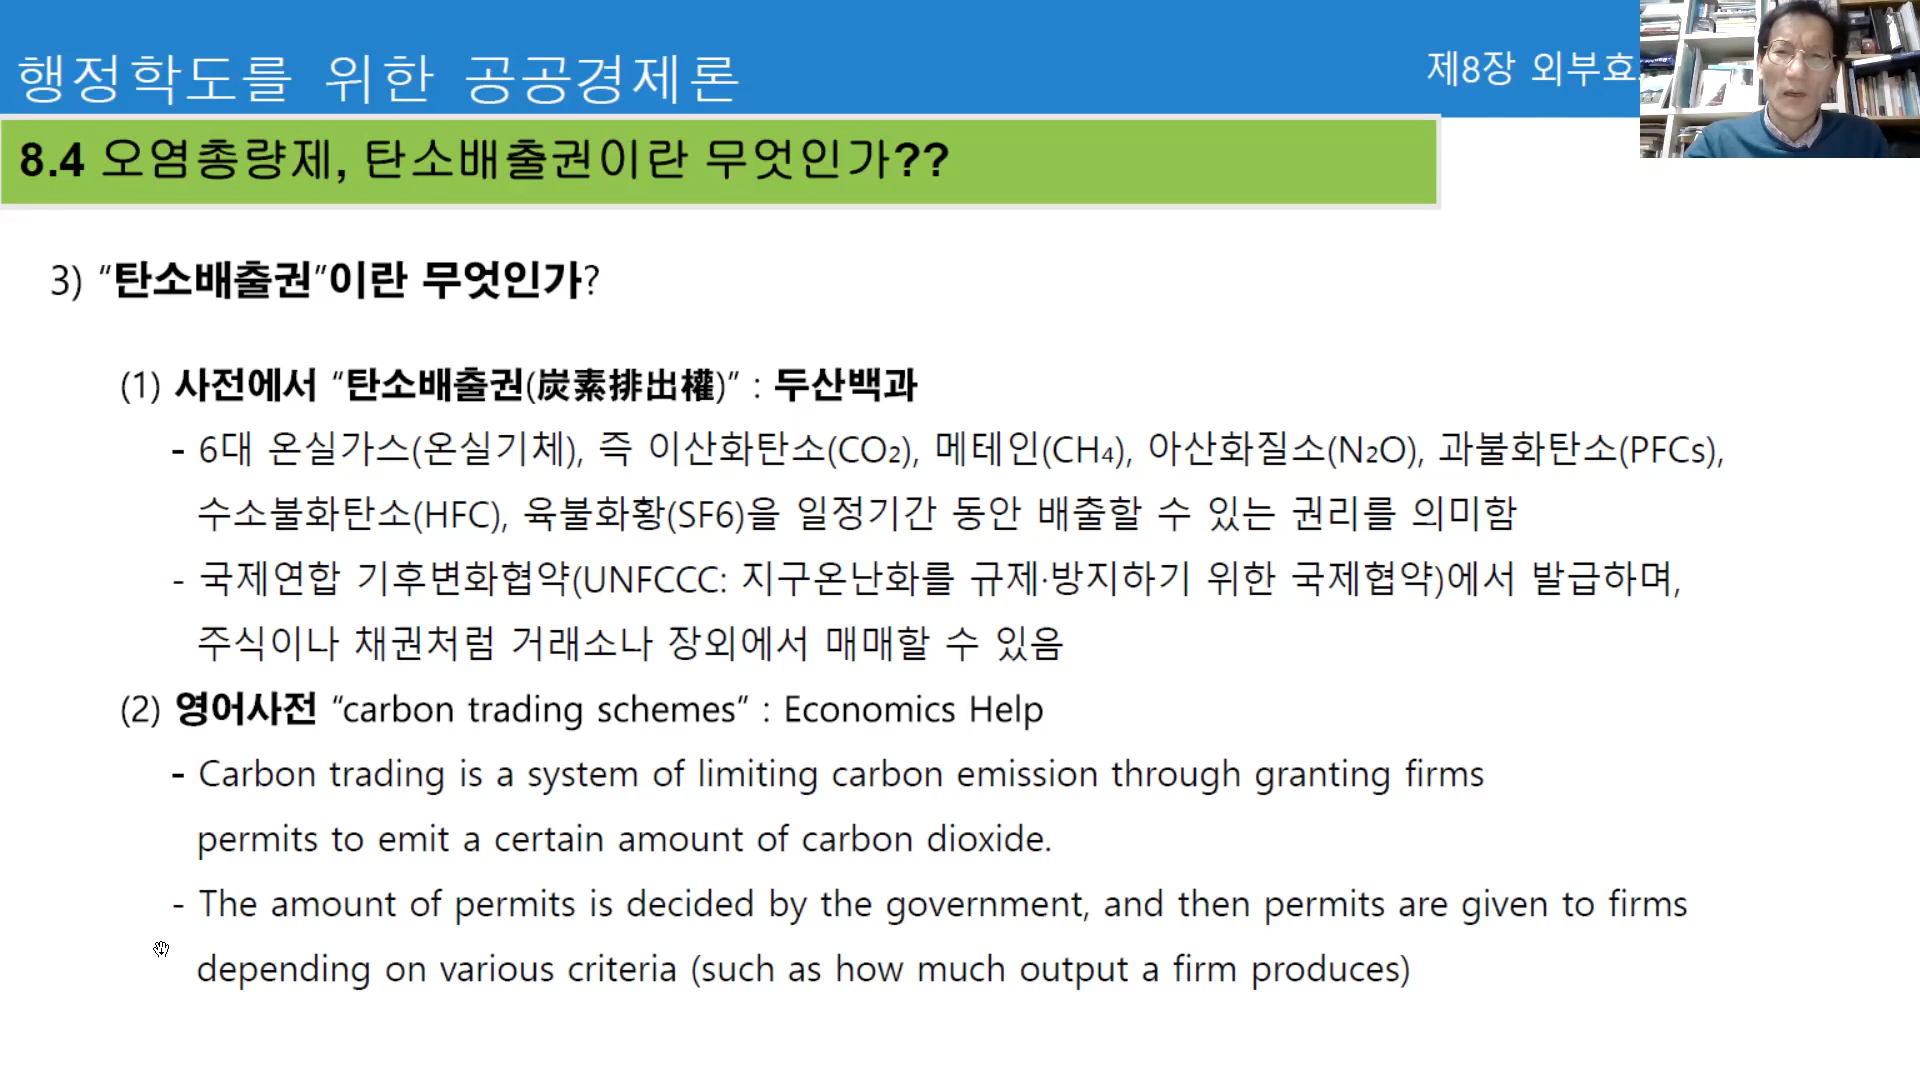 행정학도를 위한 공공경제론
제8장 외부효
8.4 오염총량제, 탄소배출권이란 무엇인가??
3) “탄소배출권”이란 무엇인가?
(1) 사전에서 “탄소배출권(炭素排出權)” : 두산백과
- 6대 온실가스(온실기체), 즉 이산화탄소(CO₂), 메테인(CH₄), 아산화질소(N₂O), 과불화탄소(PFCs),
수소불화탄소(HFC), 육불화황(SF6)을 일정기간 동안 배출할 수 있는 권리를 의미함
- 국제연합 기후변화협약(UNFCCC: 지구온난화를 규제·방지하기 위한 국제협약)에서 발급하며,
주식이나 채권처럼 거래소나 장외에서 매매할 수 있음
(2) 영어사전 “carbon trading schemes” : Economics Help
- Carbon trading is a system of limiting carbon emission through granting firms
permits to emit a certain amount of carbon dioxide.
- The amount of permits is decided by the government, and then permits are given to firms
depending on various criteria (such as how much output a firm produces)